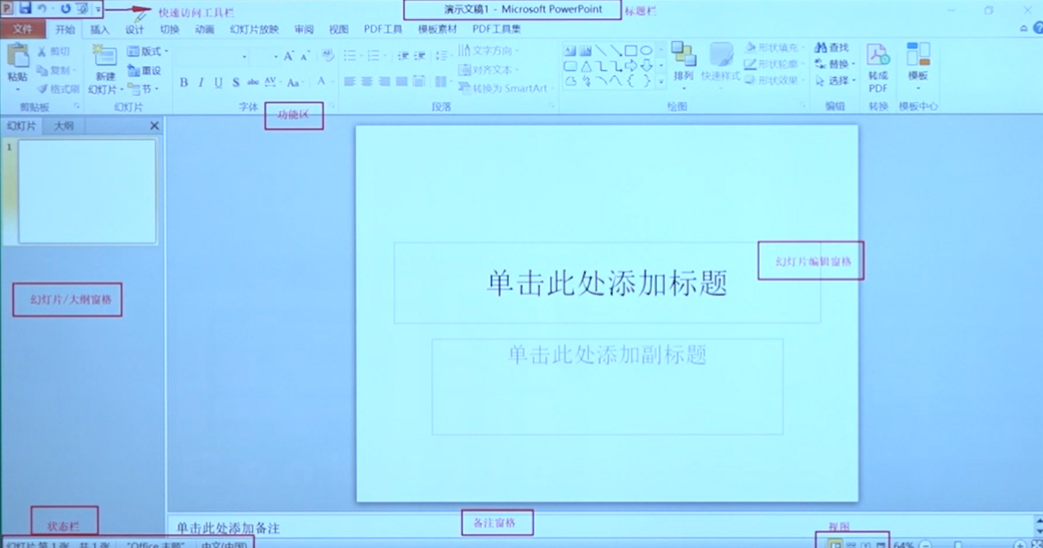 快速访问工具栏
演示文稿1 - Microsoft PowerPoint
标题栏
文件 开始 插入 设计 切换 动画 幻灯片放映 审阅 视图 PDF工具 模板素材 PDF工具集
粘贴
剪切
复制
格式刷
剪贴板
新建
幻灯片
版式
重设
节
幻灯片
B I U S abc AV Aa A
字体
功能区
文字方向
对齐文本
转换为 SmartArt
段落
排列
快速样式
形状填充
形状轮廓
形状效果
绘图
查找
替换
选择
编辑
转成
PDF
转换
模板
模板中心
幻灯片 大纲
1
幻灯片/大纲窗格
幻灯片编辑窗格
单击此处添加标题
单击此处添加副标题
状态栏
单击此处添加备注
备注窗格
视图
幻灯片 第 1 张，共 1 张 "Office 主题" 中文(中国)
64%